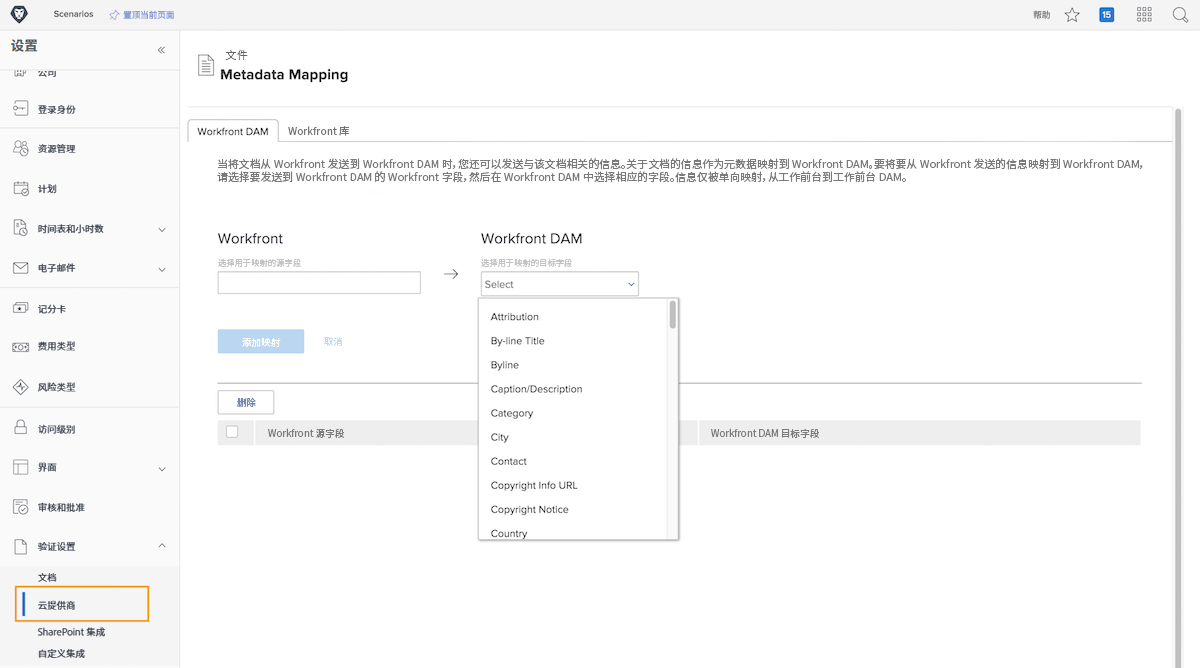 Scenarios
置顶当前页面
帮助
15
设置
公司
登录身份
资源管理
计划
时间表和小时数
电子邮件
记分卡
费用类型
风险类型
访问级别
界面
审核和批准
验证设置
文档
云提供商
SharePoint 集成
自定义集成
文件
Metadata Mapping
Workfront DAM
Workfront 库
当将文档从 Workfront 发送到 Workfront DAM 时，您还可以发送与该文档相关的信息。关于文档的信息作为元数据映射到 Workfront DAM。要将要从 Workfront 发送的信息映射到 Workfront DAM，
请选择要发送到 Workfront DAM 的 Workfront 字段，然后在 Workfront DAM 中选择相应的字段。信息仅被单向映射，从工作前台到工作前台 DAM。
Workfront
选择用于映射的源字段
Workfront DAM
选择用于映射的目标字段
Select
Attribution
By-line Title
Byline
Caption/Description
Category
City
Contact
Copyright Info URL
Copyright Notice
Country
添加映射
取消
删除
Workfront 源字段
Workfront DAM 目标字段